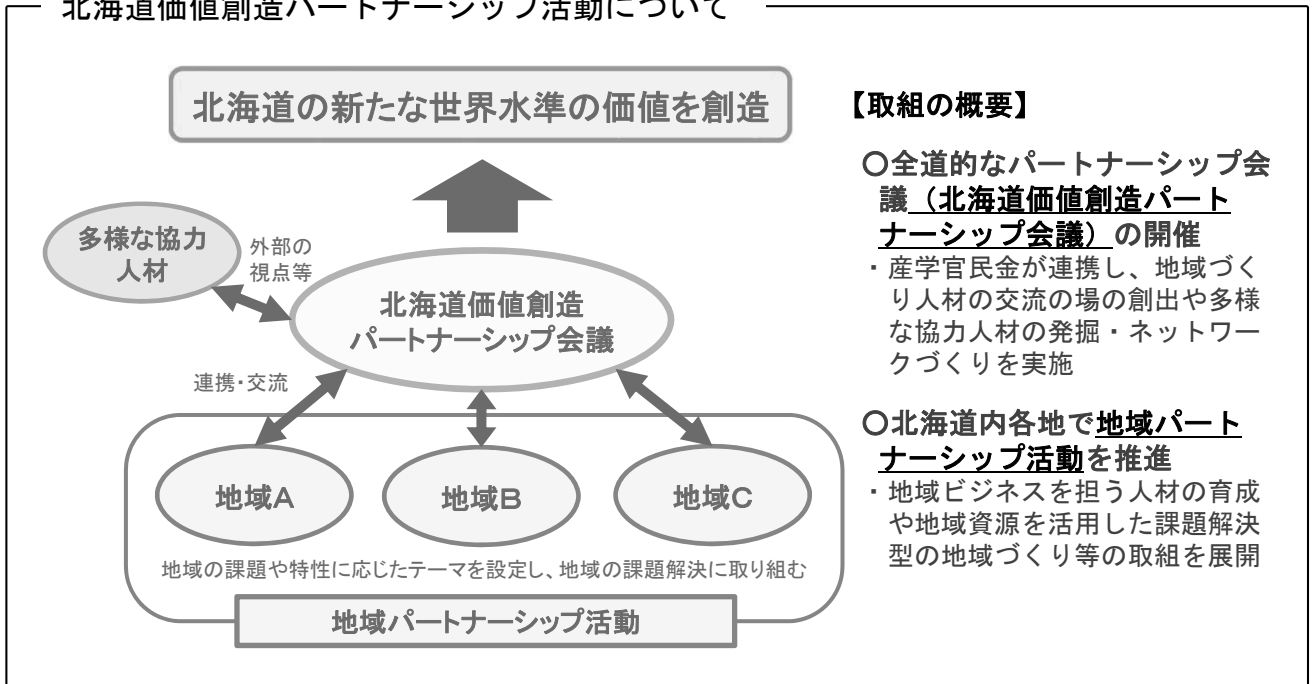 北海道価値創造パートナーシップ活動について
北海道の新たな世界水準の価値を創造
多様な協力
人材
外部の
視点等
北海道価値創造
パートナーシップ会議
連携・交流
地域A
地域B
地域C
地域の課題や特性に応じたテーマを設定し、地域の課題解決に取り組む
地域パートナーシップ活動
【取組の概要】
〇全道的なパートナーシップ会
議（北海道価値創造パート
ナーシップ会議）の開催
・産学官民金が連携し、地域づく
り人材の交流の場の創出や多様
な協力人材の発掘・ネットワー
クづくりを実施
〇北海道内各地で地域パート
ナーシップ活動を推進
・地域ビジネスを担う人材の育成
や地域資源を活用した課題解決
型の地域づくり等の取組を展開